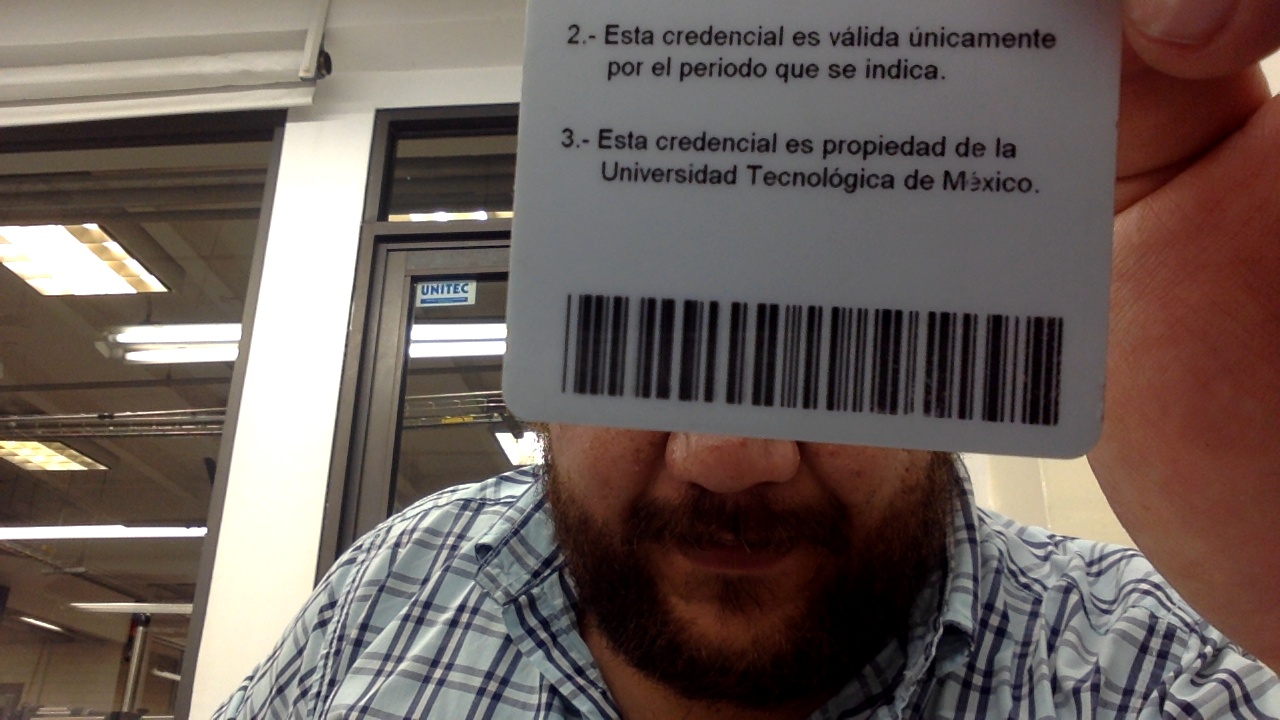 2.- Esta credencial es válida únicamente
por el periodo que se indica.
3.- Esta credencial es propiedad de la
Universidad Tecnológica de México.
UNITEC